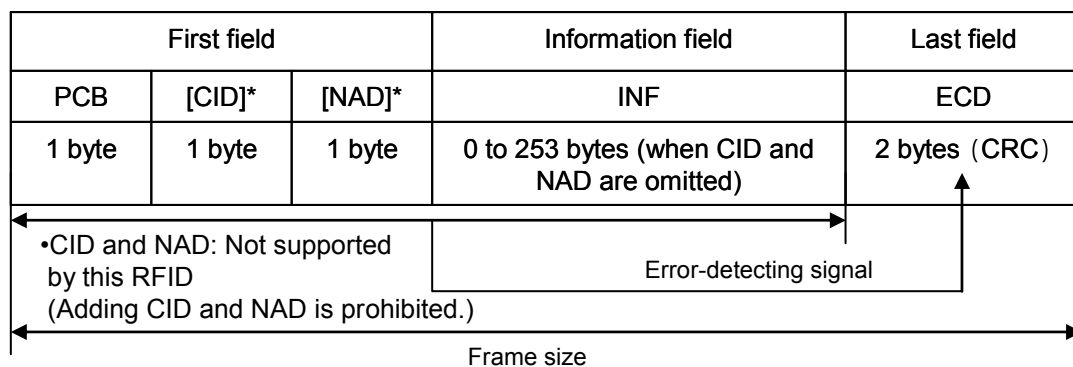 First field Information field Last field
PCB [CID]* [NAD]* INF ECD
1 byte 1 byte 1 byte 0 to 253 bytes (when CID and NAD are omitted) 2 bytes (CRC)
•CID and NAD: Not supported
by this RFID
(Adding CID and NAD is prohibited.)
Error-detecting signal
Frame size